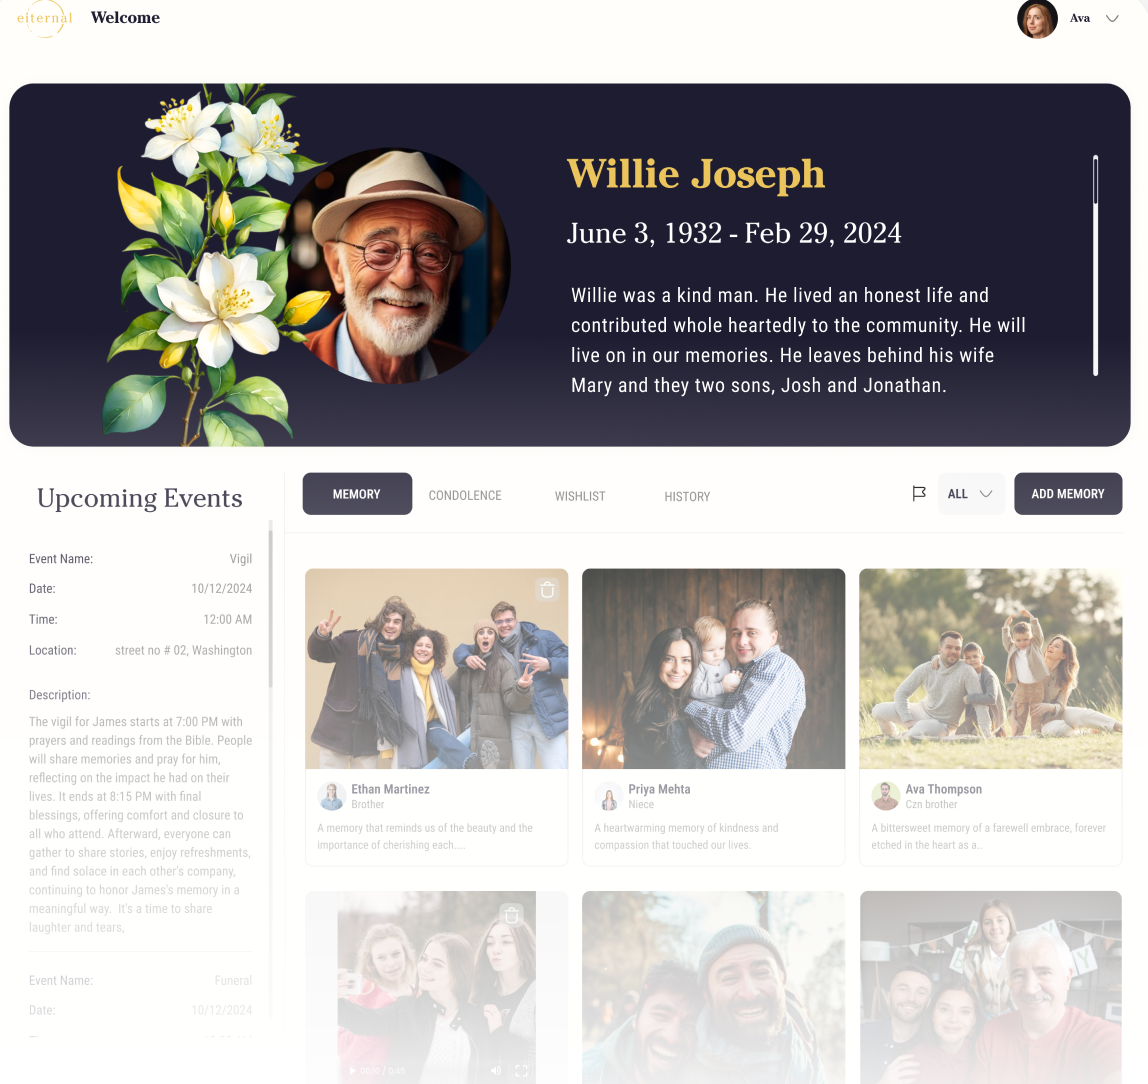 eiternal
Welcome
Ava
Willie Joseph
June 3, 1932 - Feb 29, 2024
Willie was a kind man. He lived an honest life and
contributed whole heartedly to the community. He will
live on in our memories. He leaves behind his wife
Mary and they two sons, Josh and Jonathan.
Upcoming Events
Event Name: Vigil
Date: 10/12/2024
Time: 12:00 AM
Location: street no # 02, Washington
Description:
The vigil for James starts at 7:00 PM with
prayers and readings from the Bible. People
will share memories and pray for him,
reflecting on the impact he had on their
lives. It ends at 8:15 PM with final
blessings, offering comfort and closure to
all who attend. Afterward, everyone can
gather to share stories, enjoy refreshments,
and find solace in each other's company,
continuing to honor James's memory in a
meaningful way. It's a time to share
laughter and tears,
Event Name: Funeral
Date: 10/12/2024
MEMORY CONDOLENCE WISHLIST HISTORY ALL ADD MEMORY
Ethan Martinez
Brother
A memory that reminds us of the beauty and the
importance of cherishing each....
Priya Mehta
Niece
A heartwarming memory of kindness and
compassion that touched our lives.
Ava Thompson
Czn brother
A bittersweet memory of a farewell embrace, forever
etched in the heart as a..